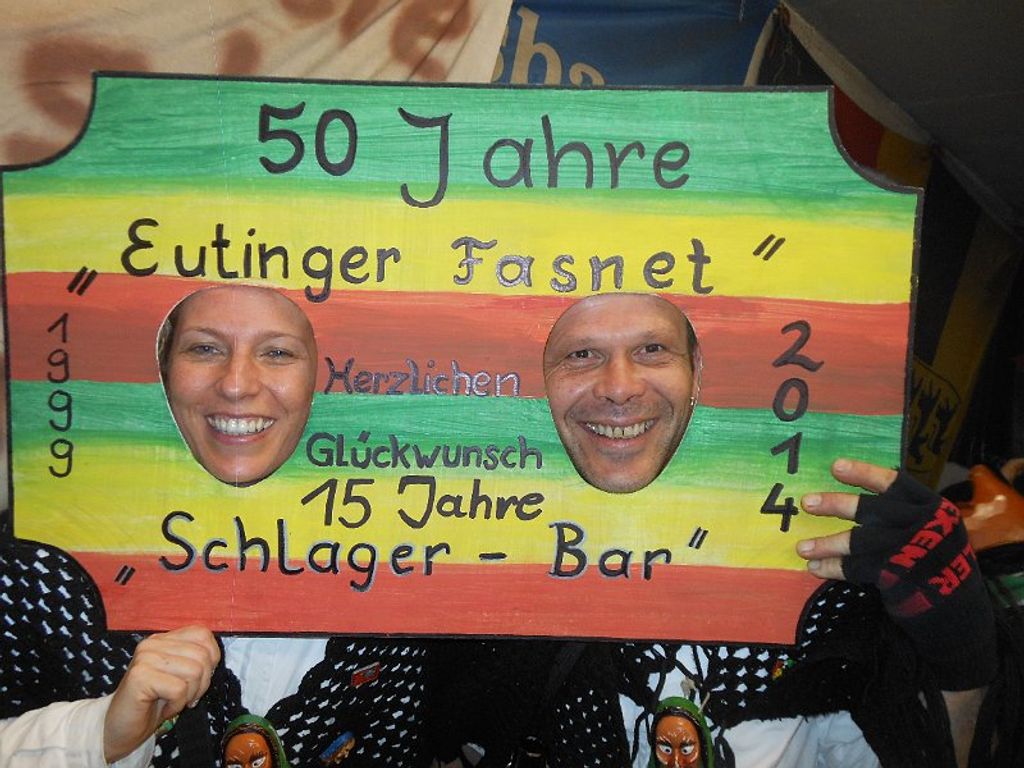 50 Jahre
"Eutinger Fasnet"
1999
2014
Herzlichen
Glückwunsch
15 Jahre
"Schlager - Bar"